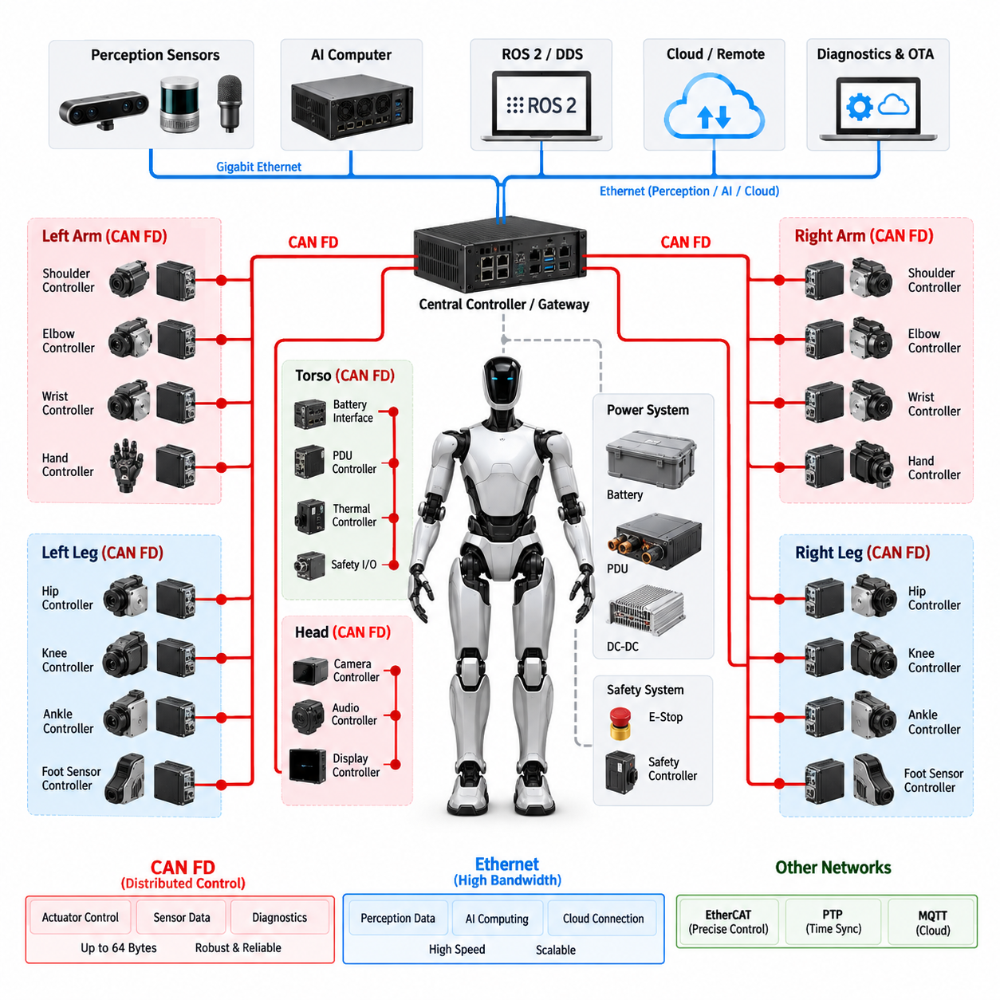 Perception Sensors
AI Computer
ROS 2 / DDS
Cloud / Remote
Diagnostics & OTA
ROS 2
Gigabit Ethernet
Ethernet (Perception / AI / Cloud)
Left Arm (CAN FD)
Shoulder
Controller
Elbow
Controller
Wrist
Controller
Hand
Controller
CAN FD
CAN FD
Central Controller / Gateway
Right Arm (CAN FD)
Shoulder
Controller
Elbow
Controller
Wrist
Controller
Hand
Controller
Torso (CAN FD)
Battery
Interface
PDU
Controller
Thermal
Controller
Safety I/O
Power System
Battery
PDU
DC-DC
Left Leg (CAN FD)
Hip
Controller
Knee
Controller
Ankle
Controller
Foot Sensor
Controller
Head (CAN FD)
Camera
Controller
Audio
Controller
Display
Controller
Safety System
E-Stop
Safety
Controller
Right Leg (CAN FD)
Hip
Controller
Knee
Controller
Ankle
Controller
Foot Sensor
Controller
CAN FD
(Distributed Control)
Actuator Control
Sensor Data
Diagnostics
Up to 64 Bytes
Robust & Reliable
Ethernet
(High Bandwidth)
Perception Data
AI Computing
Cloud Connection
High Speed
Scalable
Other Networks
EtherCAT
(Precise Control)
PTP
(Time Sync)
MQTT
(Cloud)